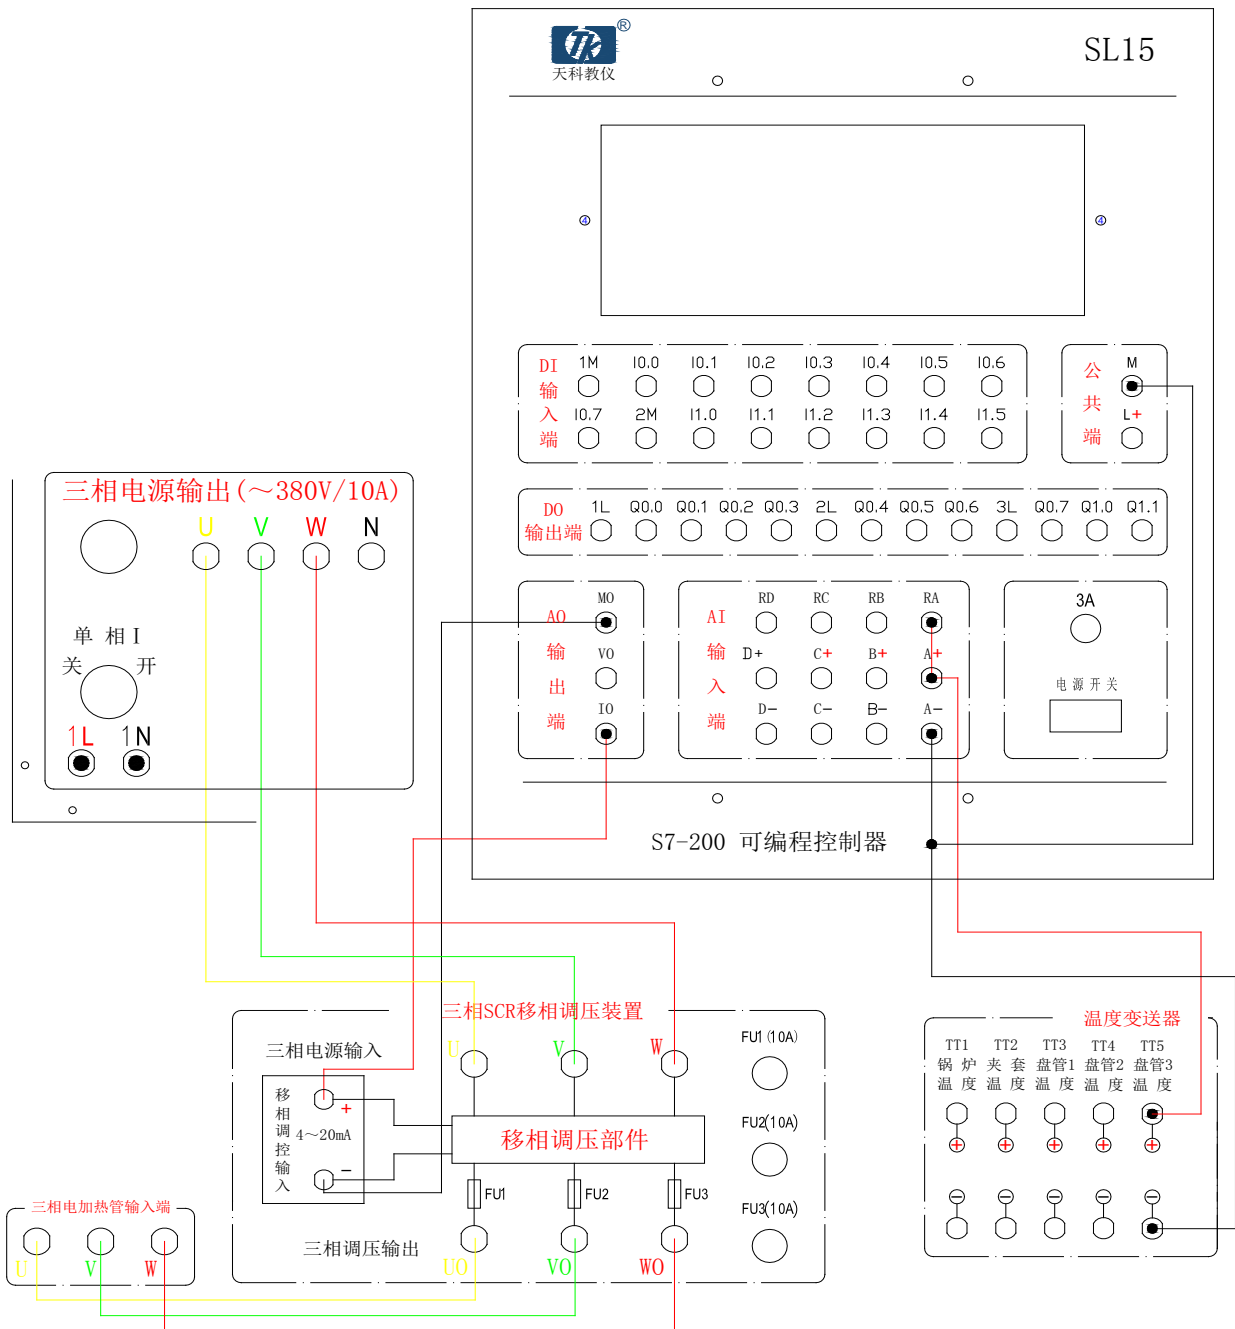 TK®
天科教仪
SL15
④
④
DI输入端
1M I0.0 I0.1 I0.2 I0.3 I0.4 I0.5 I0.6
I0.7 2M I1.0 I1.1 I1.2 I1.3 I1.4 I1.5
公共端
M
L+
DO
输出端
1L Q0.0 Q0.1 Q0.2 Q0.3 2L Q0.4 Q0.5 Q0.6 3L Q0.7 Q1.0 Q1.1
AO输出端
MO
VO
IO
AI输入端
RD RC RB RA
D+ C+ B+ A+
D- C- B- A-
3A
电源开关
S7-200 可编程控制器
三相电源输出(～380V/10A)
U V W N
单相I
关 开
1L 1N
三相SCR移相调压装置
三相电源输入
U V W
移相调控输入
+
4～20mA
-
移相调压部件
FU1 FU2 FU3
FU1(10A)
FU2(10A)
FU3(10A)
三相调压输出
UO VO WO
三相电加热管输入端
U V W
温度变送器
TT1 TT2 TT3 TT4 TT5
锅炉 夹套 盘管1 盘管2 盘管3
温度 温度 温度 温度 温度
+ + + + +
- - - - -